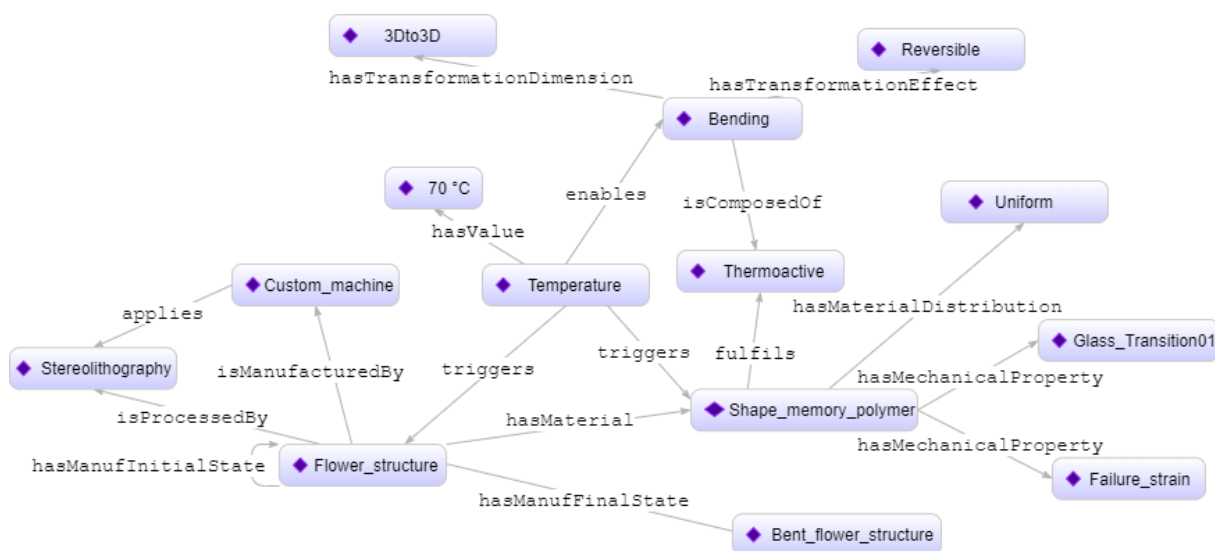 3Dto3D
Reversible
hasTransformationDimension
hasTransformationEffect
Bending
70 °C
enables
isComposedOf
Uniform
hasValue
Custom_machine
Temperature
Thermoactive
applies
hasMaterialDistribution
Stereolithography
isManufacturedBy
triggers
triggers
fulfils
Glass_Transition01
hasMechanicalProperty
isProcessedBy
hasMaterial
Shape_memory_polymer
hasMechanicalProperty
hasManufInitialState
Flower_structure
Failure_strain
hasManufFinalState
Bent_flower_structure